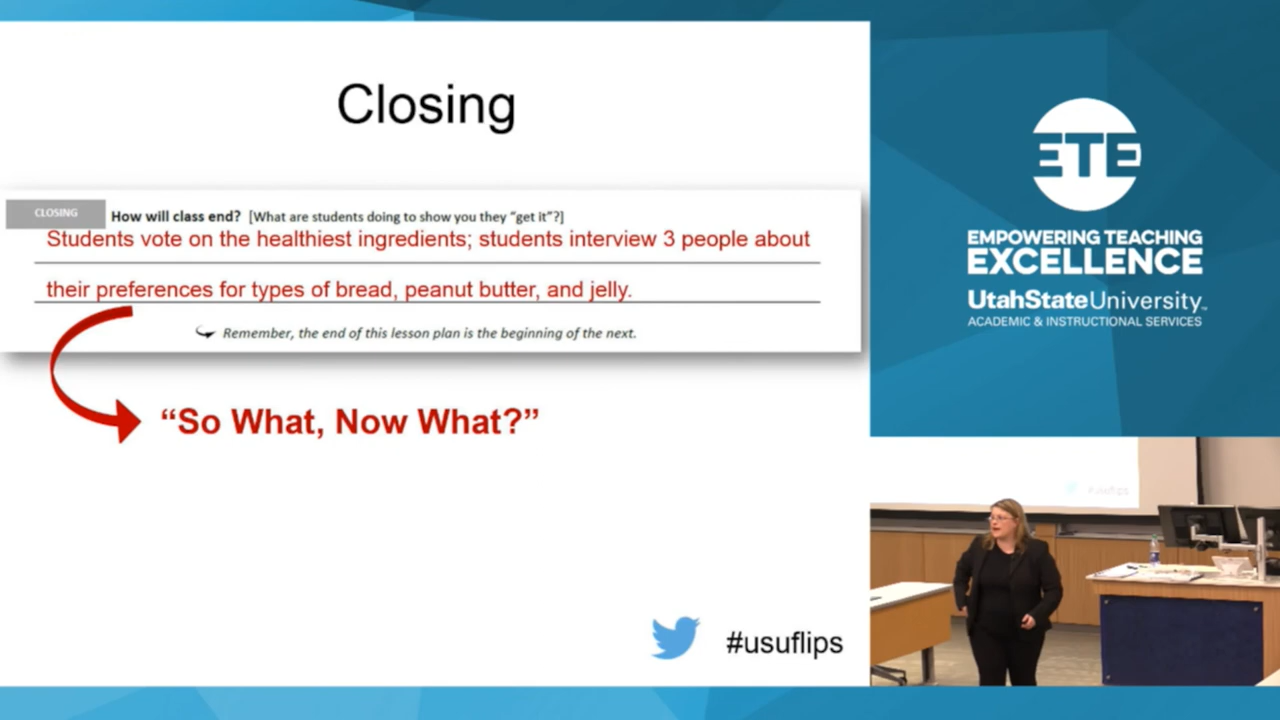 Closing
CLOSING
How will class end? [What are students doing to show you they “get it”?]
Students vote on the healthiest ingredients; students interview 3 people about
their preferences for types of bread, peanut butter, and jelly.
Remember, the end of this lesson plan is the beginning of the next.
“So What, Now What?”
#usuflips
ETE
EMPOWERING TEACHING
EXCELLENCE
UtahStateUniversity
ACADEMIC & INSTRUCTIONAL SERVICES
#usuflips